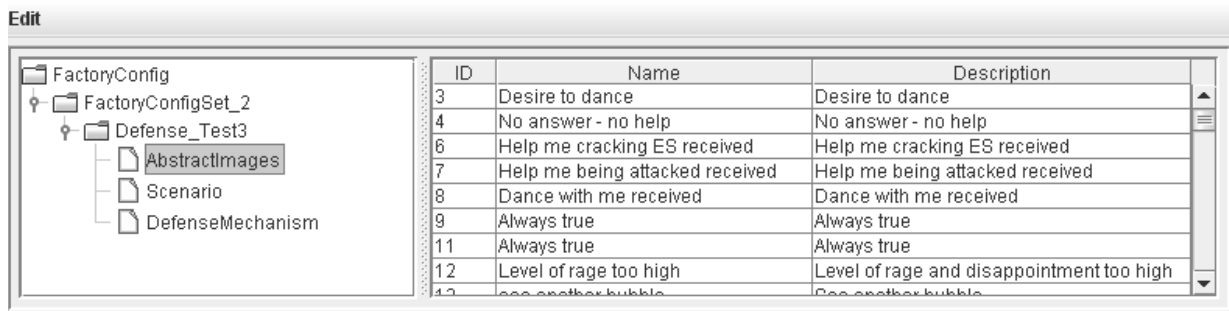 Edit
FactoryConfig
FactoryConfigSet_2
Defense_Test3
AbstractImages
Scenario
DefenseMechanism
ID Name Description
3 Desire to dance Desire to dance
4 No answer - no help No answer - no help
6 Help me cracking ES received Help me cracking ES received
7 Help me being attacked received Help me being attacked received
8 Dance with me received Dance with me received
9 Always true Always true
11 Always true Always true
12 Level of rage too high Level of rage and disappointment too high
another bubble another bubble